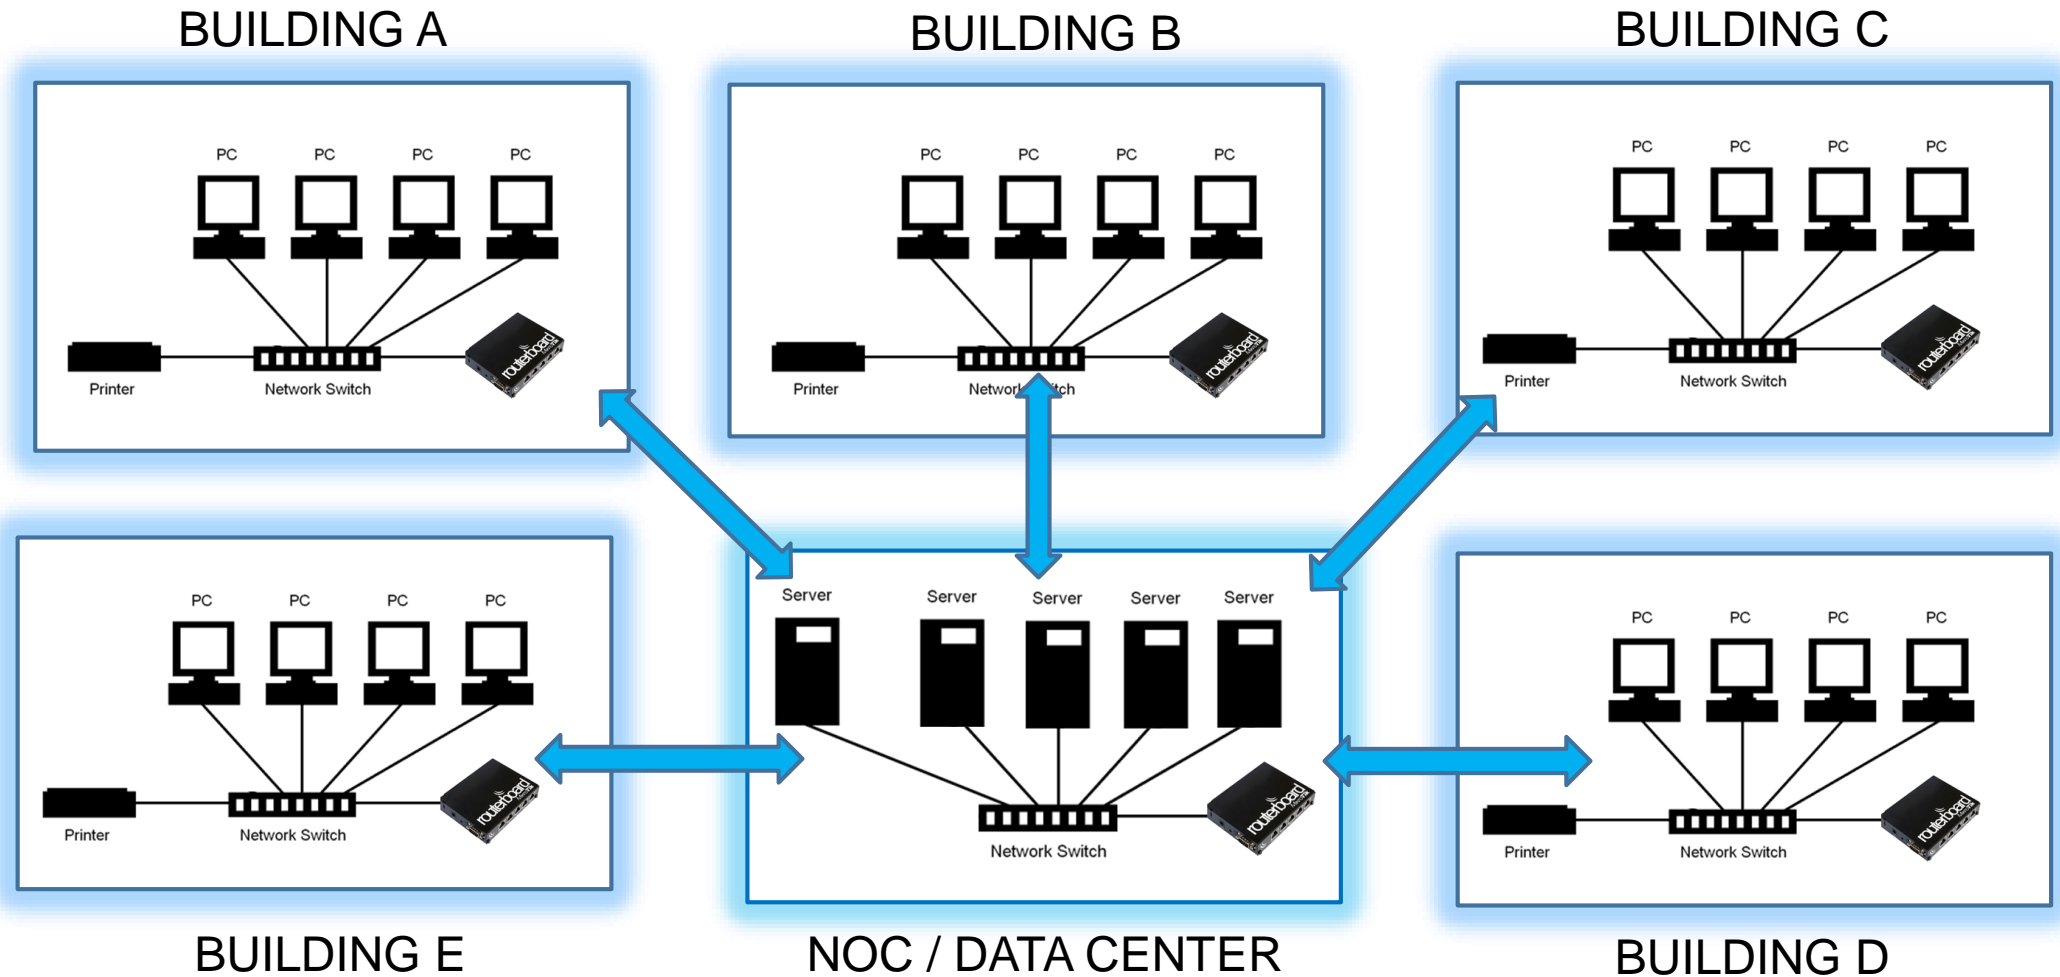 BUILDING A
BUILDING B
BUILDING C
PC PC PC PC
PC PC PC PC
PC PC PC PC
routerboard
routerboard
routerboard
Printer
Network Switch
Printer
Network Switch
Printer
Network Switch
PC PC PC PC
Server Server Server Server Server
PC PC PC PC
routerboard
routerboard
routerboard
Printer
Network Switch
Network Switch
Printer
Network Switch
BUILDING E
NOC / DATA CENTER
BUILDING D